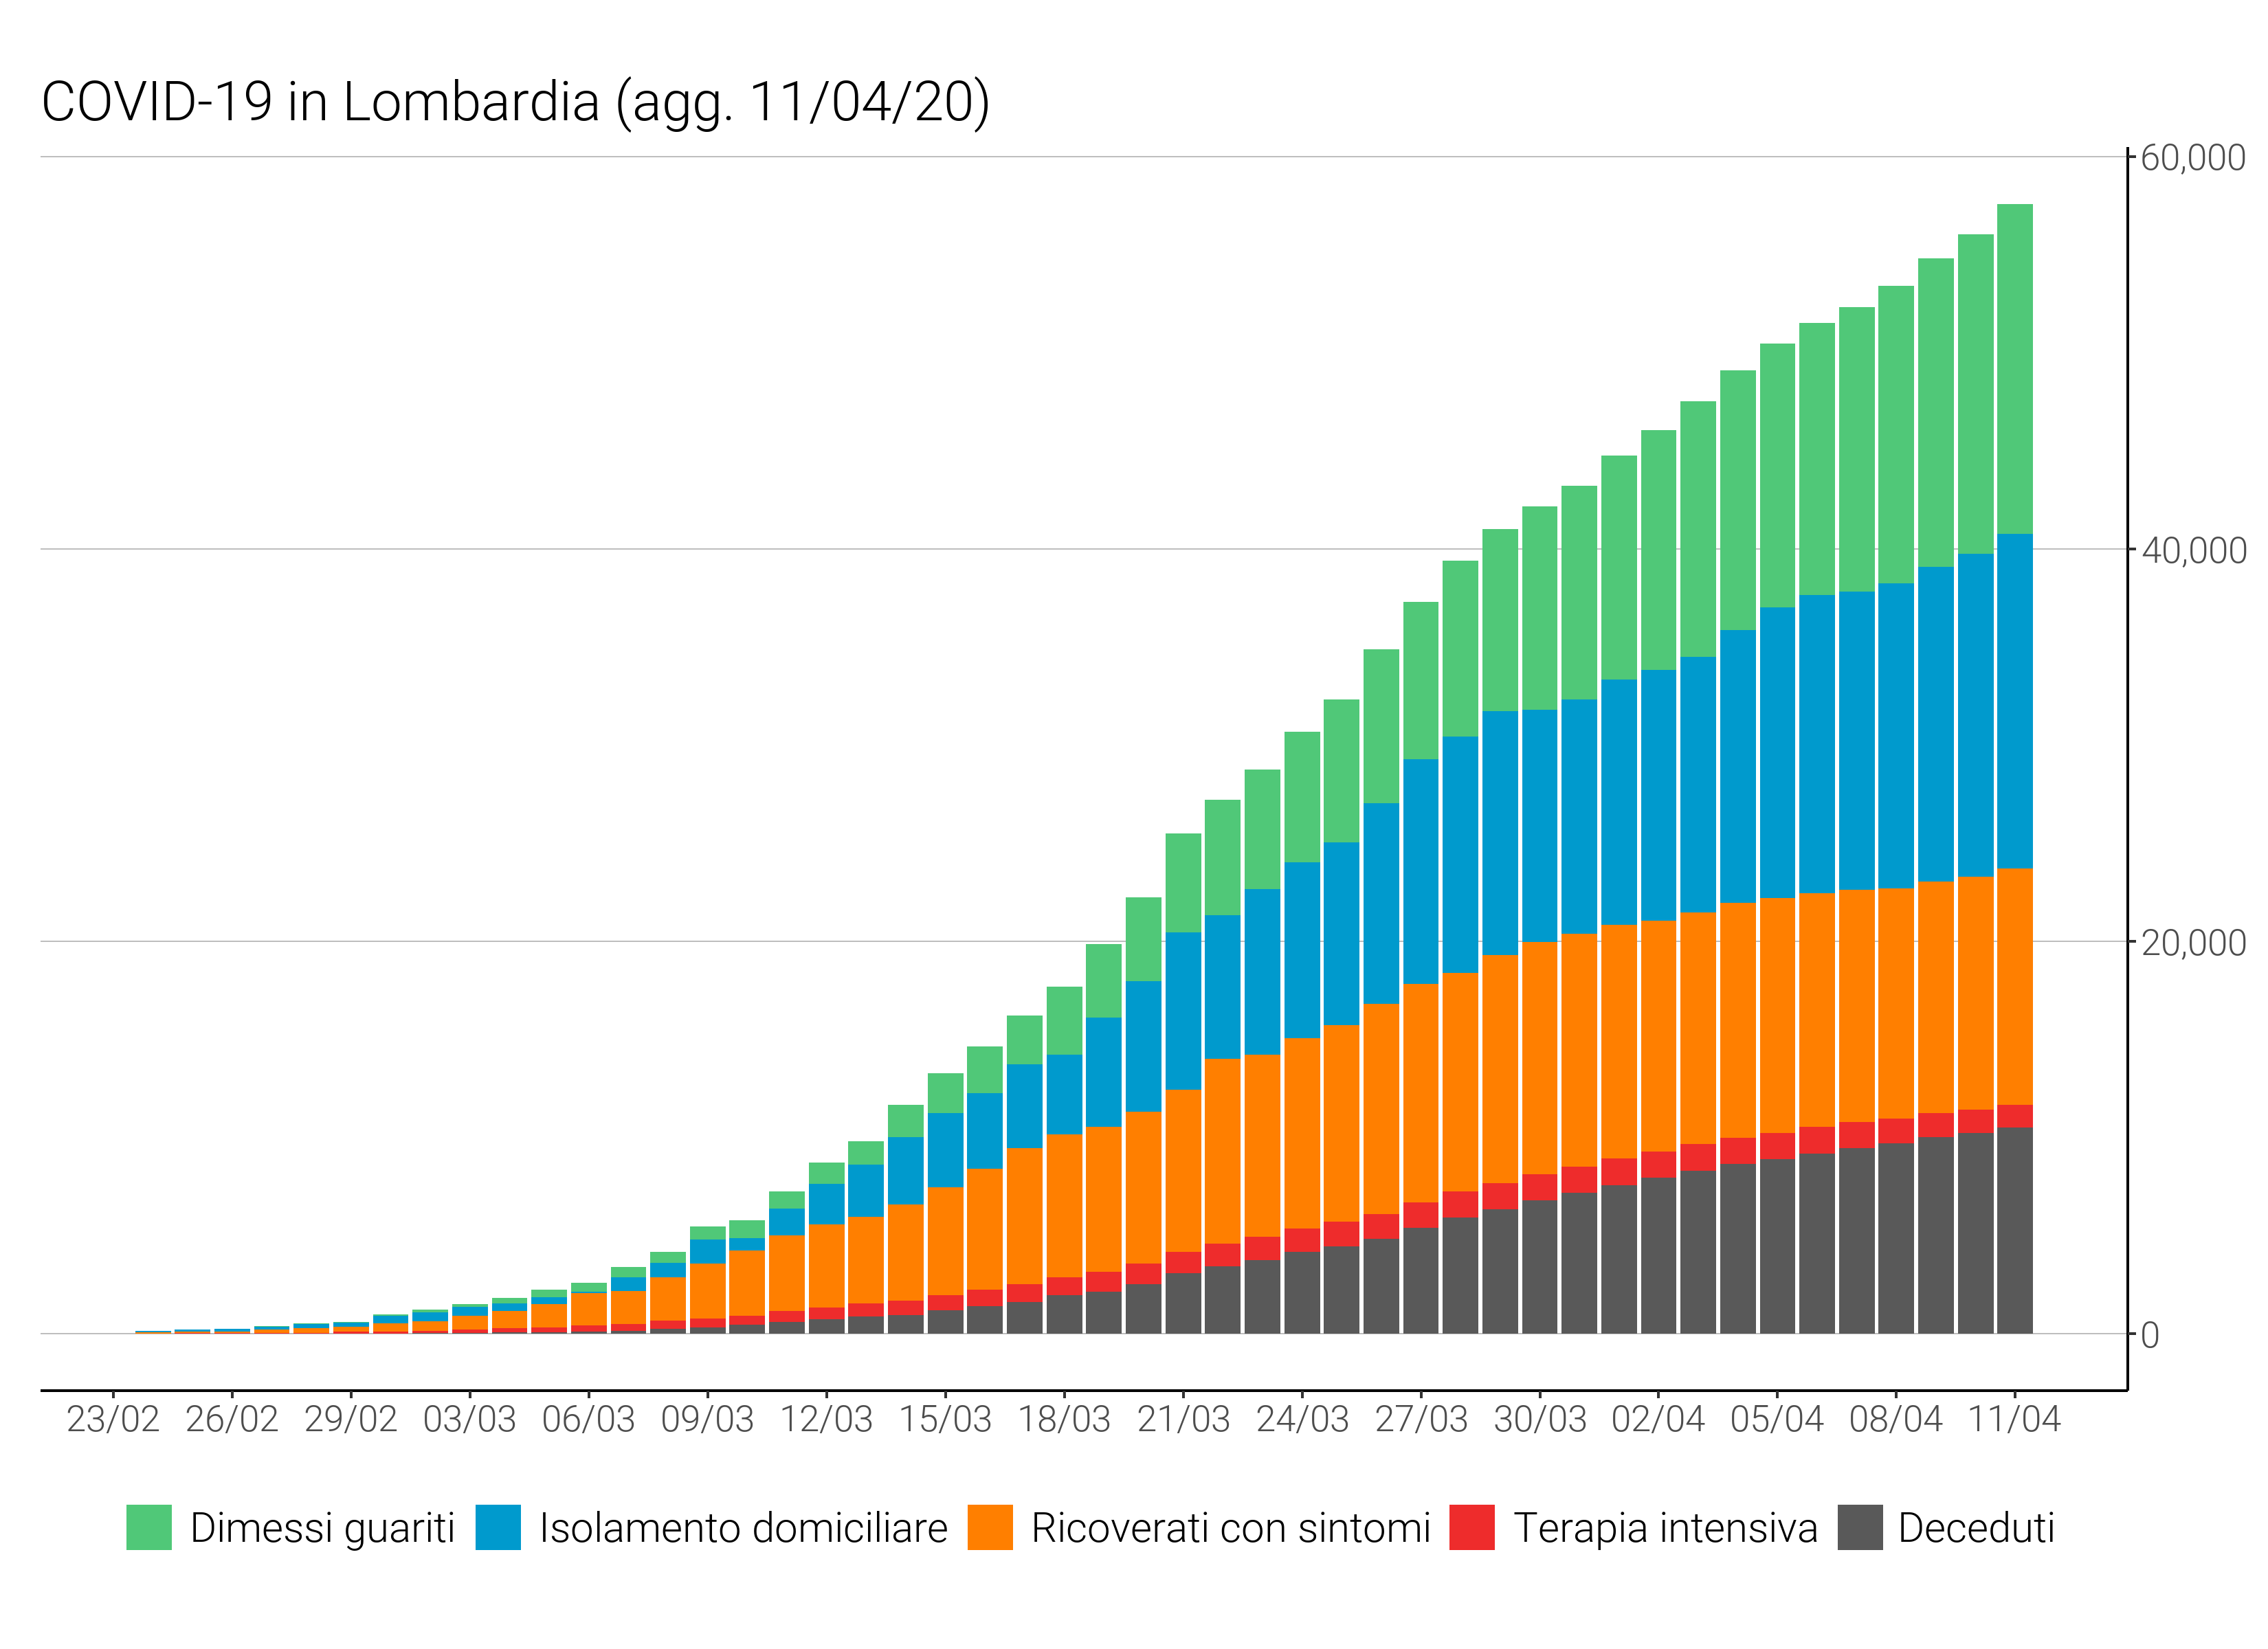 COVID-19 in Lombardia (agg. 11/04/20)
60,000
40,000
20,000
0
23/02 26/02 29/02 03/03 06/03 09/03 12/03 15/03 18/03 21/03 24/03 27/03 30/03 02/04 05/04 08/04 11/04
Dimessi guariti Isolamento domiciliare Ricoverati con sintomi Terapia intensiva Deceduti